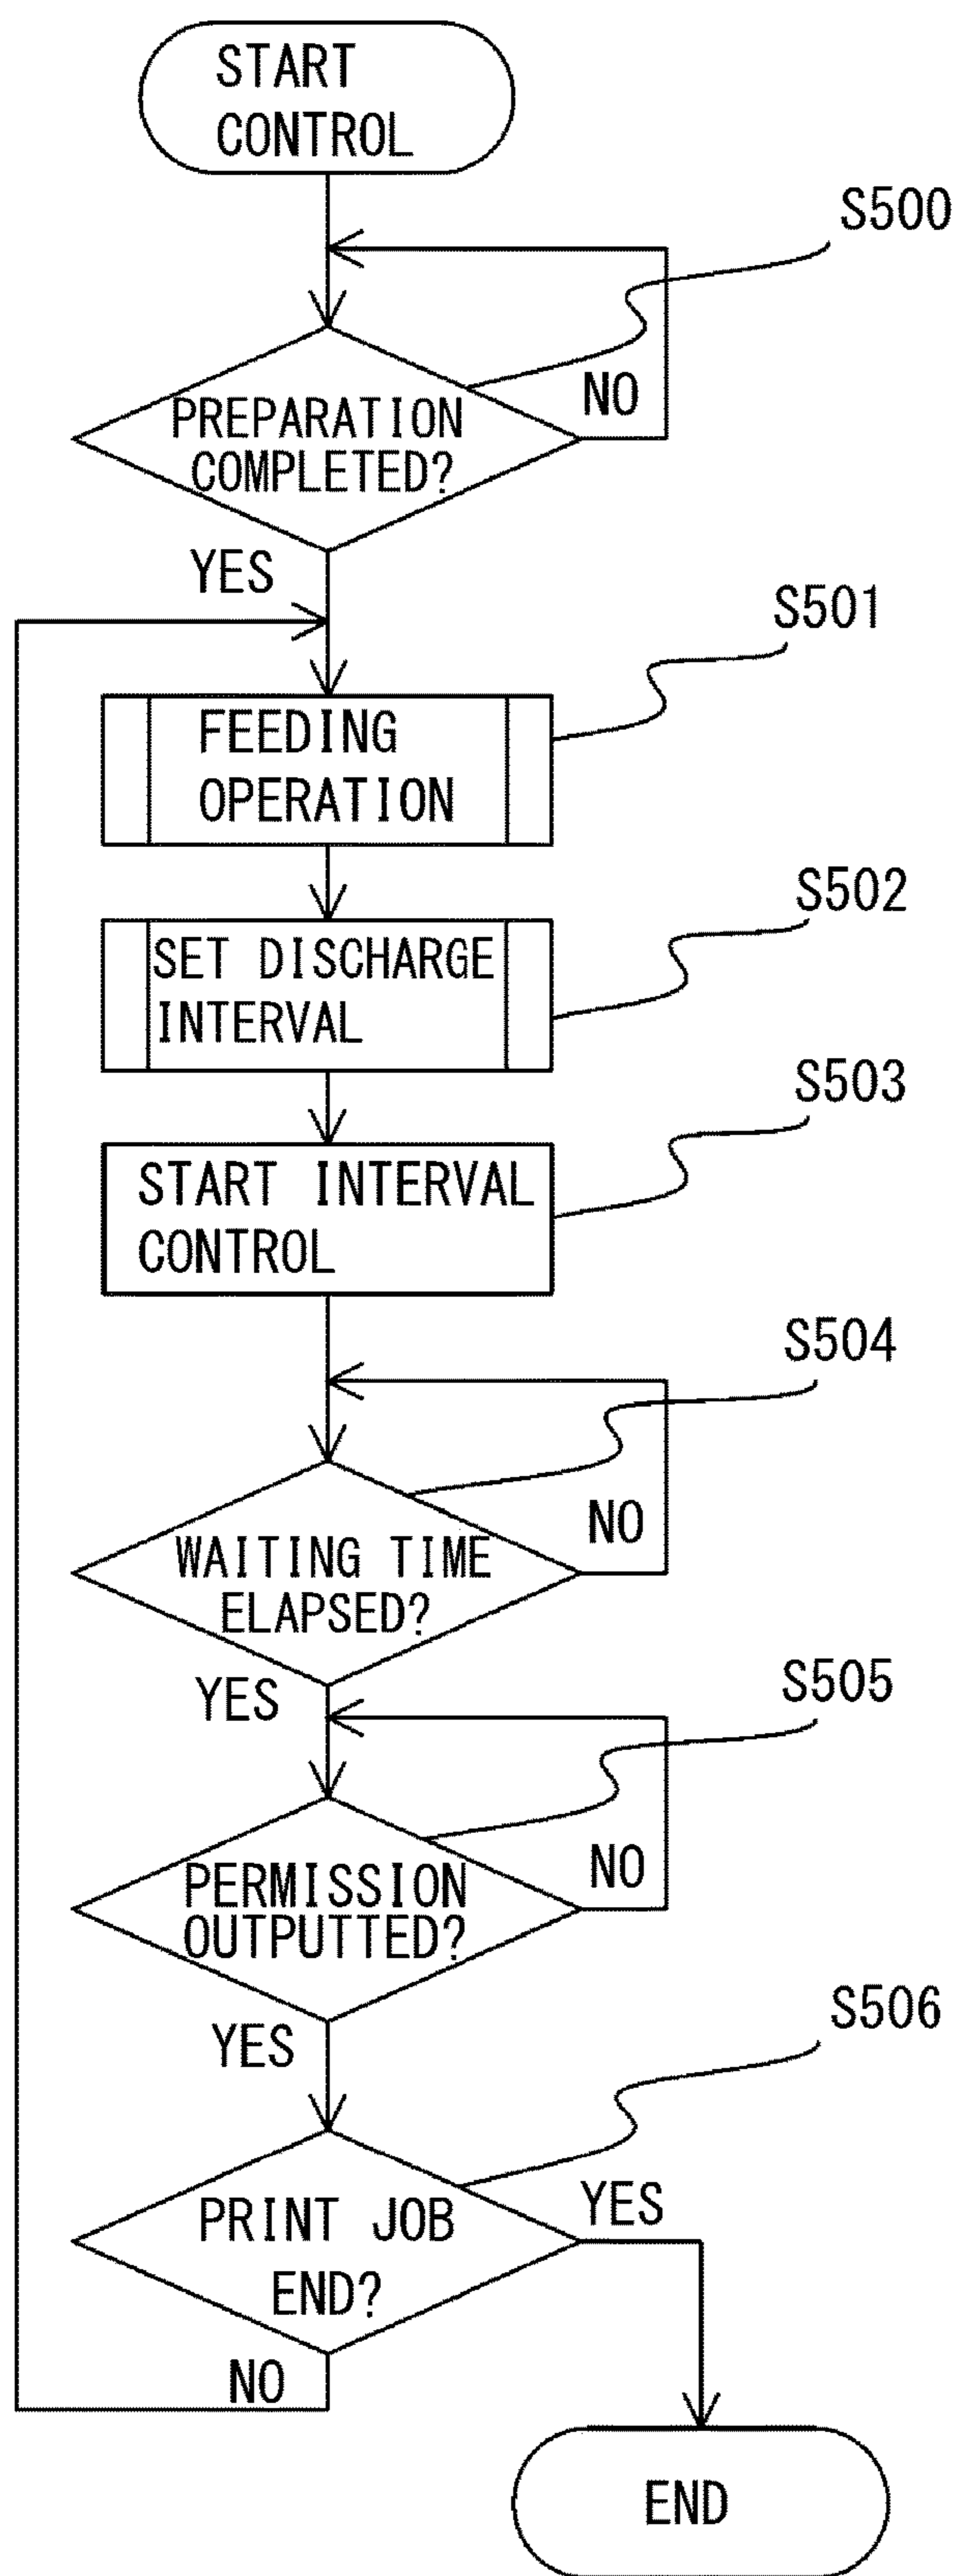 START
CONTROL
S500
NO
PREPARATION
COMPLETED?
YES
S501
FEEDING
OPERATION
S502
SET DISCHARGE
INTERVAL
S503
START INTERVAL
CONTROL
S504
NO
WAITING TIME
ELAPSED?
YES
S505
NO
PERMISSION
OUTPUTTED?
YES
S506
YES
PRINT JOB
END?
NO
END